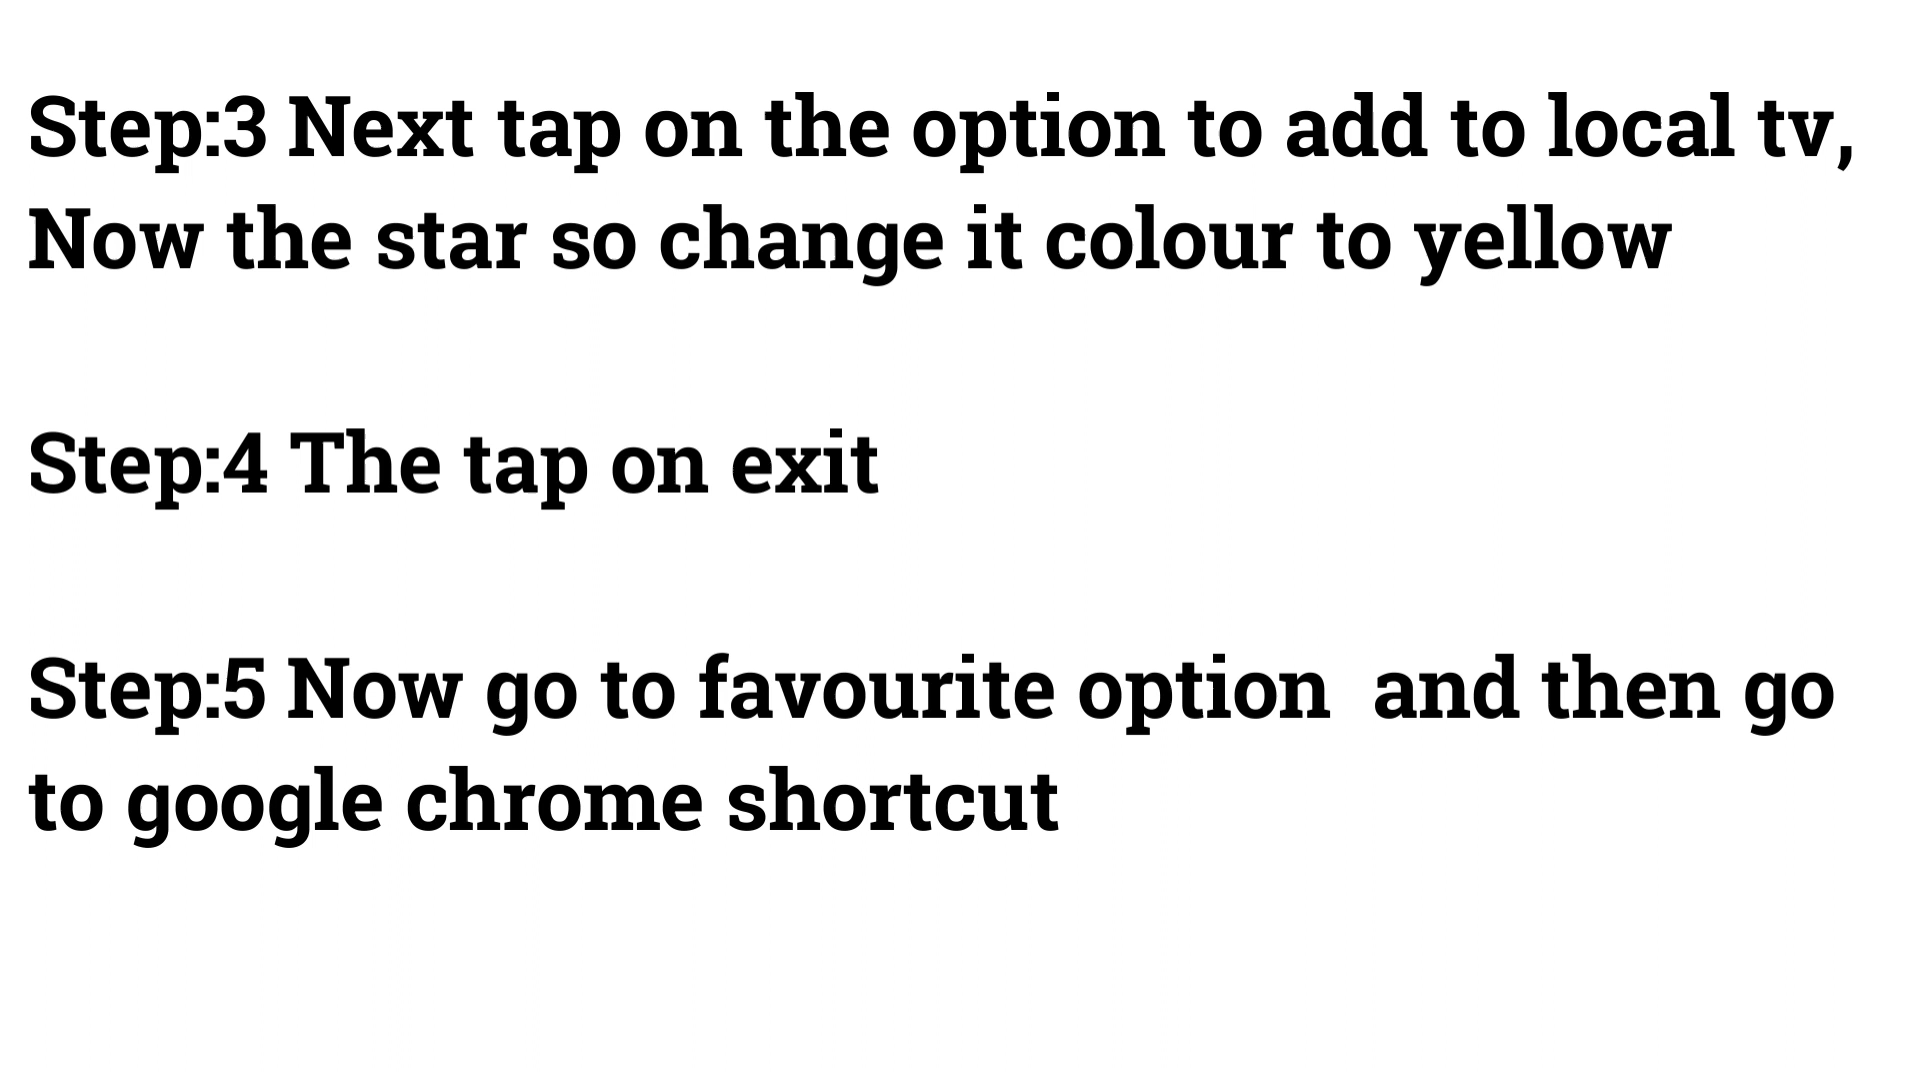 Step:3 Next tap on the option to add to local tv,
Now the star so change it colour to yellow
Step:4 The tap on exit
Step:5 Now go to favourite option  and then go
to google chrome shortcut